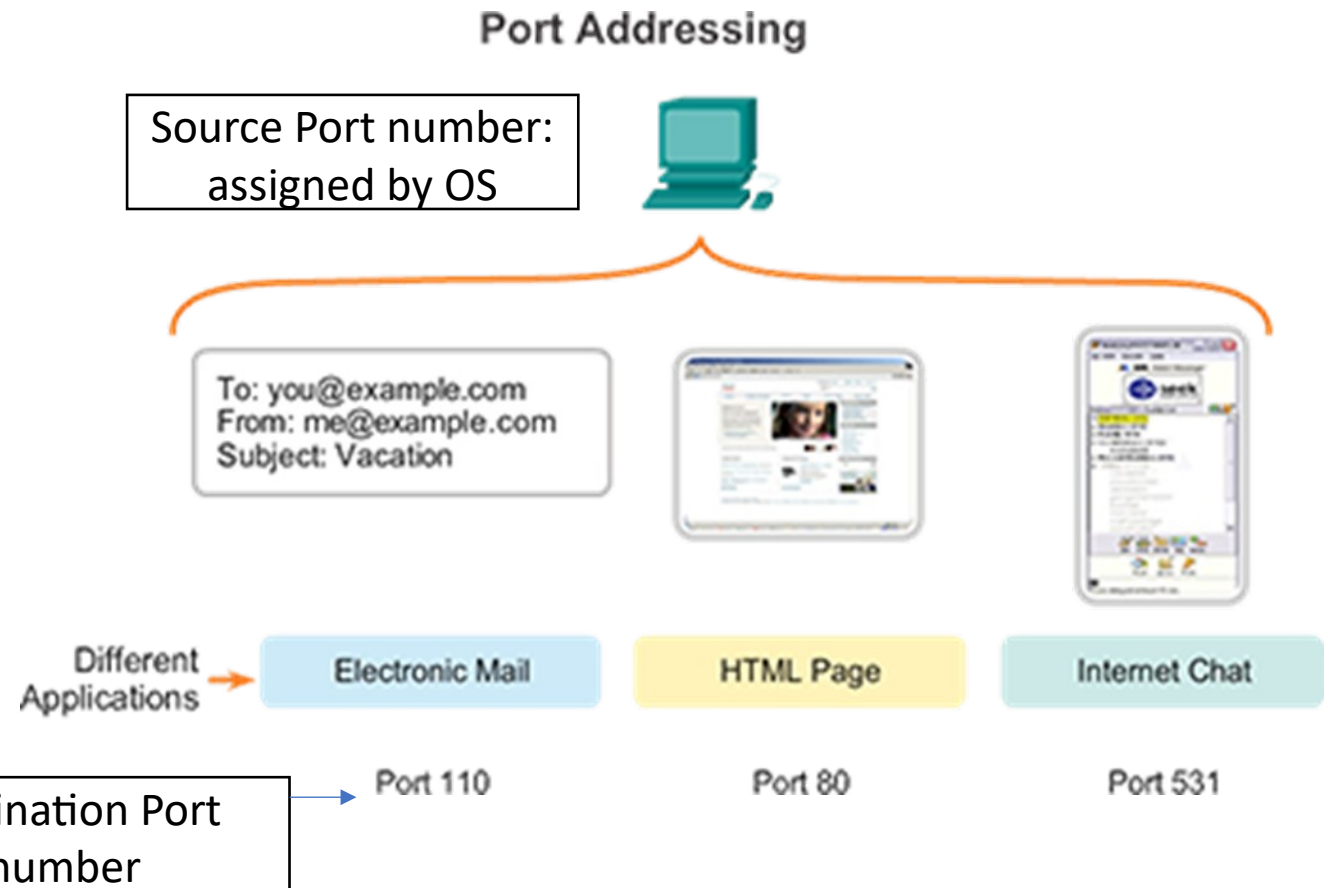 Port Addressing
Source Port number:
assigned by OS
To: you@example.com
From: me@example.com
Subject: Vacation
Different
Applications
Electronic Mail
HTML Page
Internet Chat
Port 110
Port 80
Port 531
ination Port
number